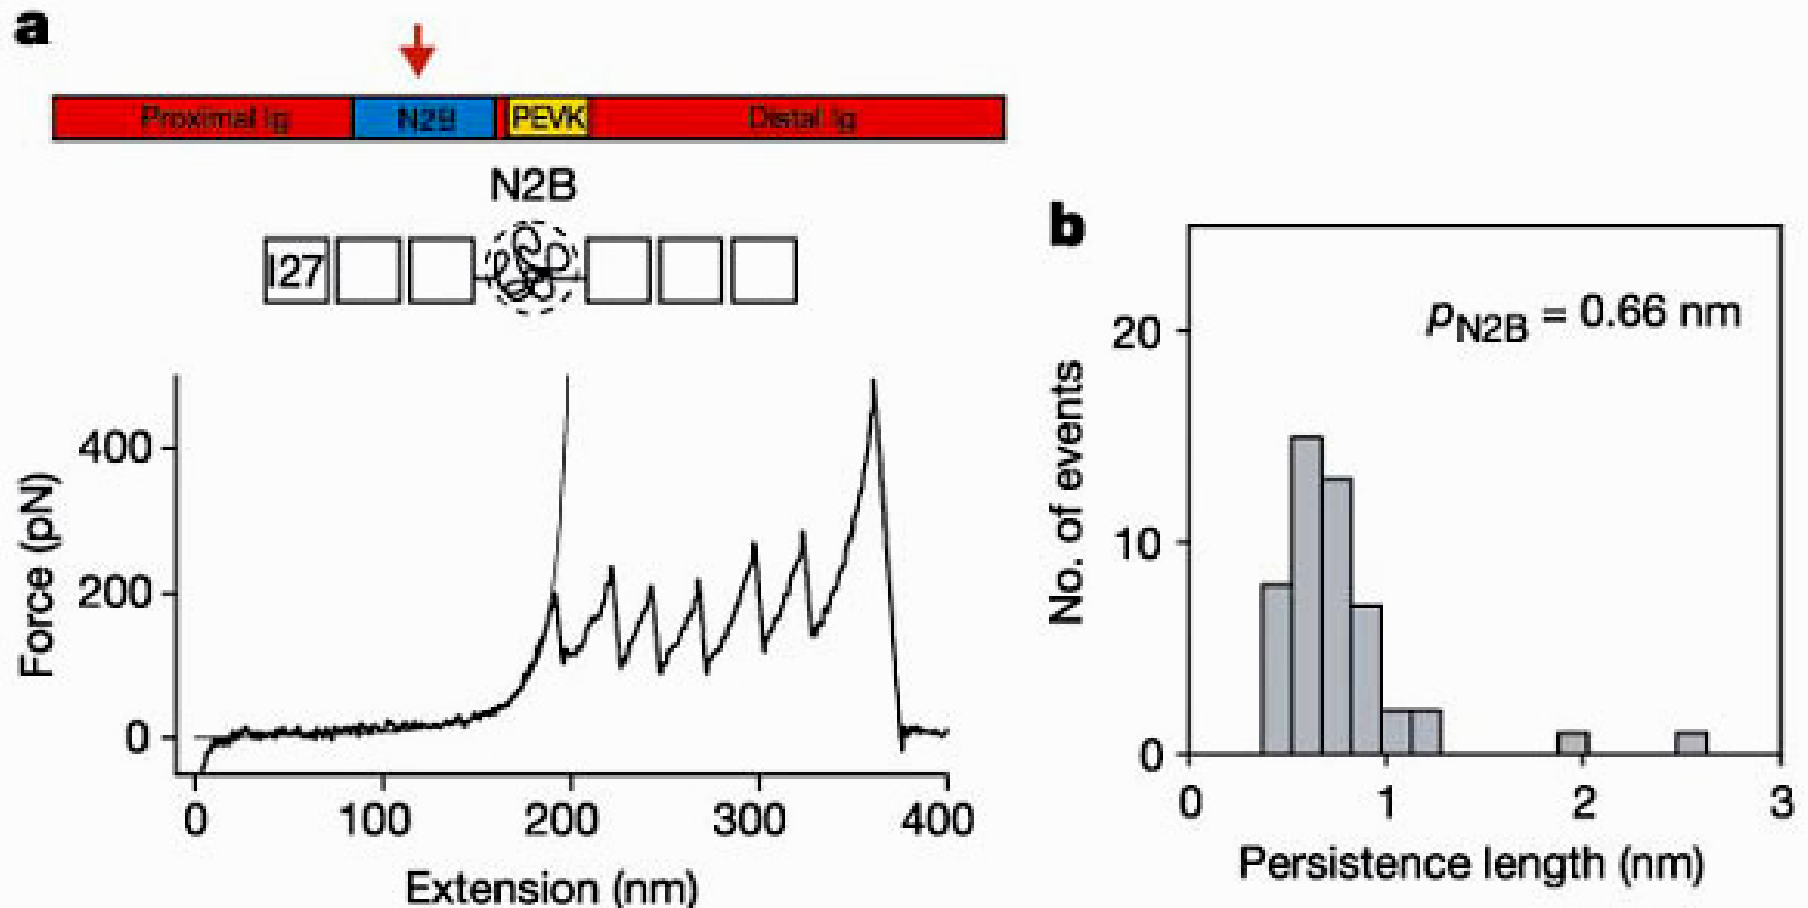 a
Proximal Ig N2B PEVK Distal Ig
N2B
I27
Force (pN)
400
200
0
0 100 200 300 400
Extension (nm)
b
pN2B = 0.66 nm
No. of events
20
10
0
0 1 2 3
Persistence length (nm)